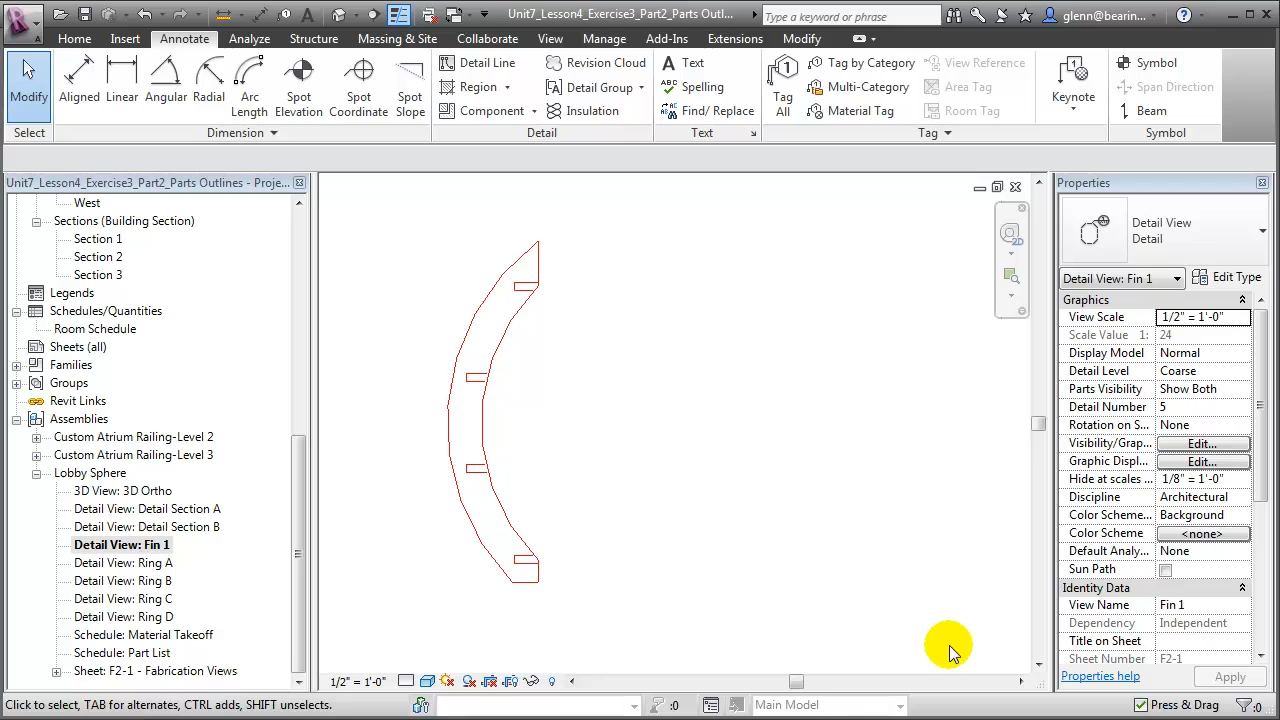 Unit7_Lesson4_Exercise3_Part2_Parts Outl...
Type a keyword or phrase
glenn@bearin...
Home Insert Annotate Analyze Structure Massing & Site Collaborate View Manage Add-Ins Extensions Modify
Modify
Aligned
Linear
Angular
Radial
Arc Length
Spot Elevation
Spot Coordinate
Spot Slope
Detail Line
Region
Component
Revision Cloud
Detail Group
Insulation
Text
ABC Spelling
Find/ Replace
Tag All
Tag by Category
Multi-Category
Material Tag
View Reference
Area Tag
Room Tag
Keynote
Symbol
Span Direction
Beam
Select Dimension Detail Text Tag Symbol
Unit7_Lesson4_Exercise3_Part2_Parts Outlines - Proje...
West
Sections (Building Section)
Section 1
Section 2
Section 3
Legends
Schedules/Quantities
Room Schedule
Sheets (all)
Families
Groups
Revit Links
Assemblies
Custom Atrium Railing-Level 2
Custom Atrium Railing-Level 3
Lobby Sphere
3D View: 3D Ortho
Detail View: Detail Section A
Detail View: Detail Section B
Detail View: Fin 1
Detail View: Ring A
Detail View: Ring B
Detail View: Ring C
Detail View: Ring D
Schedule: Material Takeoff
Schedule: Part List
Sheet: F2-1 - Fabrication Views
2D
1/2" = 1'-0"
Properties
Detail View
Detail
Detail View: Fin 1 Edit Type
Graphics
View Scale 1/2" = 1'-0"
Scale Value 1: 24
Display Model Normal
Detail Level Coarse
Parts Visibility Show Both
Detail Number 5
Rotation on S... None
Visibility/Grap... Edit...
Graphic Displ... Edit...
Hide at scales ... 1/8" = 1'-0"
Discipline Architectural
Color Scheme... Background
Color Scheme <none>
Default Analy... None
Sun Path
Identity Data
View Name Fin 1
Dependency Independent
Title on Sheet
Sheet Number F2-1
Properties help Apply
Click to select, TAB for alternates, CTRL adds, SHIFT unselects.
:0
Main Model
Press & Drag
:0